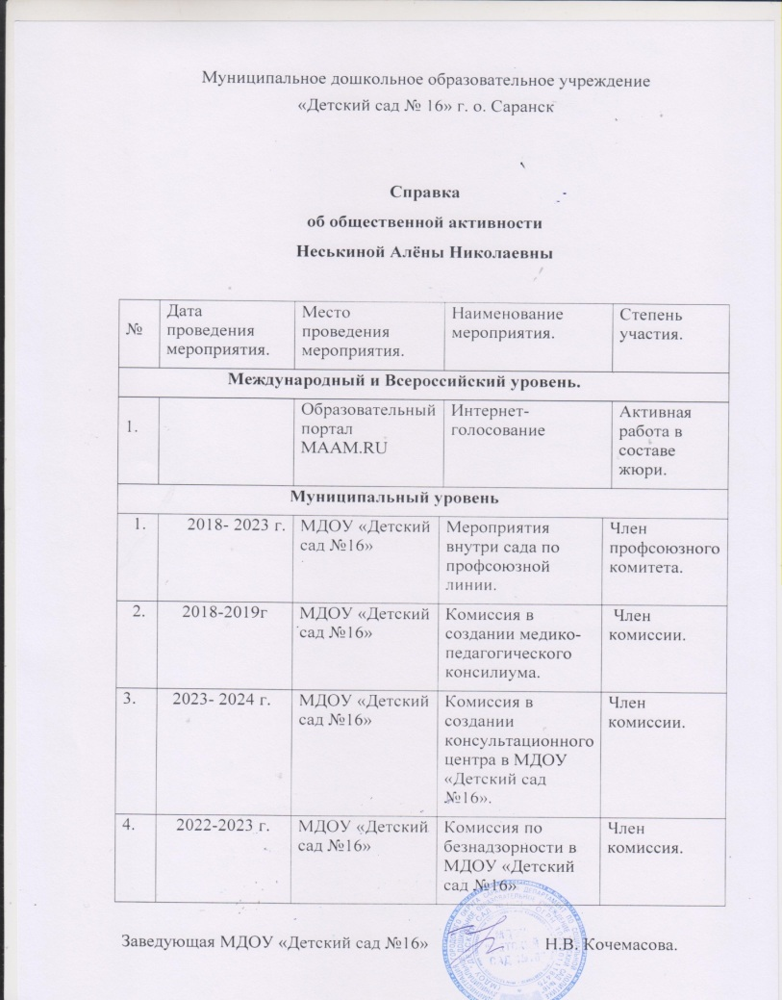 Муниципальное дошкольное образовательное учреждение
«Детский сад № 16» г. о. Саранск
Справка
об общественной активности
Неськиной Алёны Николаевны
№
Дата
проведения
мероприятия.
Место
проведения
мероприятия.
Наименование
мероприятия.
Степень
участия.
Международный и Всероссийский уровень.
1.
Образовательный
портал
MAAM.RU
Интернет-
голосование
Активная
работа в
составе
жюри.
Муниципальный уровень
1.
2018- 2023 г.
МДОУ «Детский
сад №16»
Мероприятия
внутри сада по
профсоюзной
линии.
Член
профсоюзного
комитета.
2.
2018-2019г
МДОУ «Детский
сад №16»
Комиссия в
создании медико-
педагогического
консилиума.
Член
комиссии.
3.
2023- 2024 г.
МДОУ «Детский
сад №16»
Комиссия в
создании
консультационного
центра в МДОУ
«Детский сад
№16».
Член
комиссии.
4.
2022-2023 г.
МДОУ «Детский
сад №16»
Комиссия по
безнадзорности в
МДОУ «Детский
сад №16»
Член
комиссия.
Заведующая МДОУ «Детский сад №16» Н.В. Кочемасова.